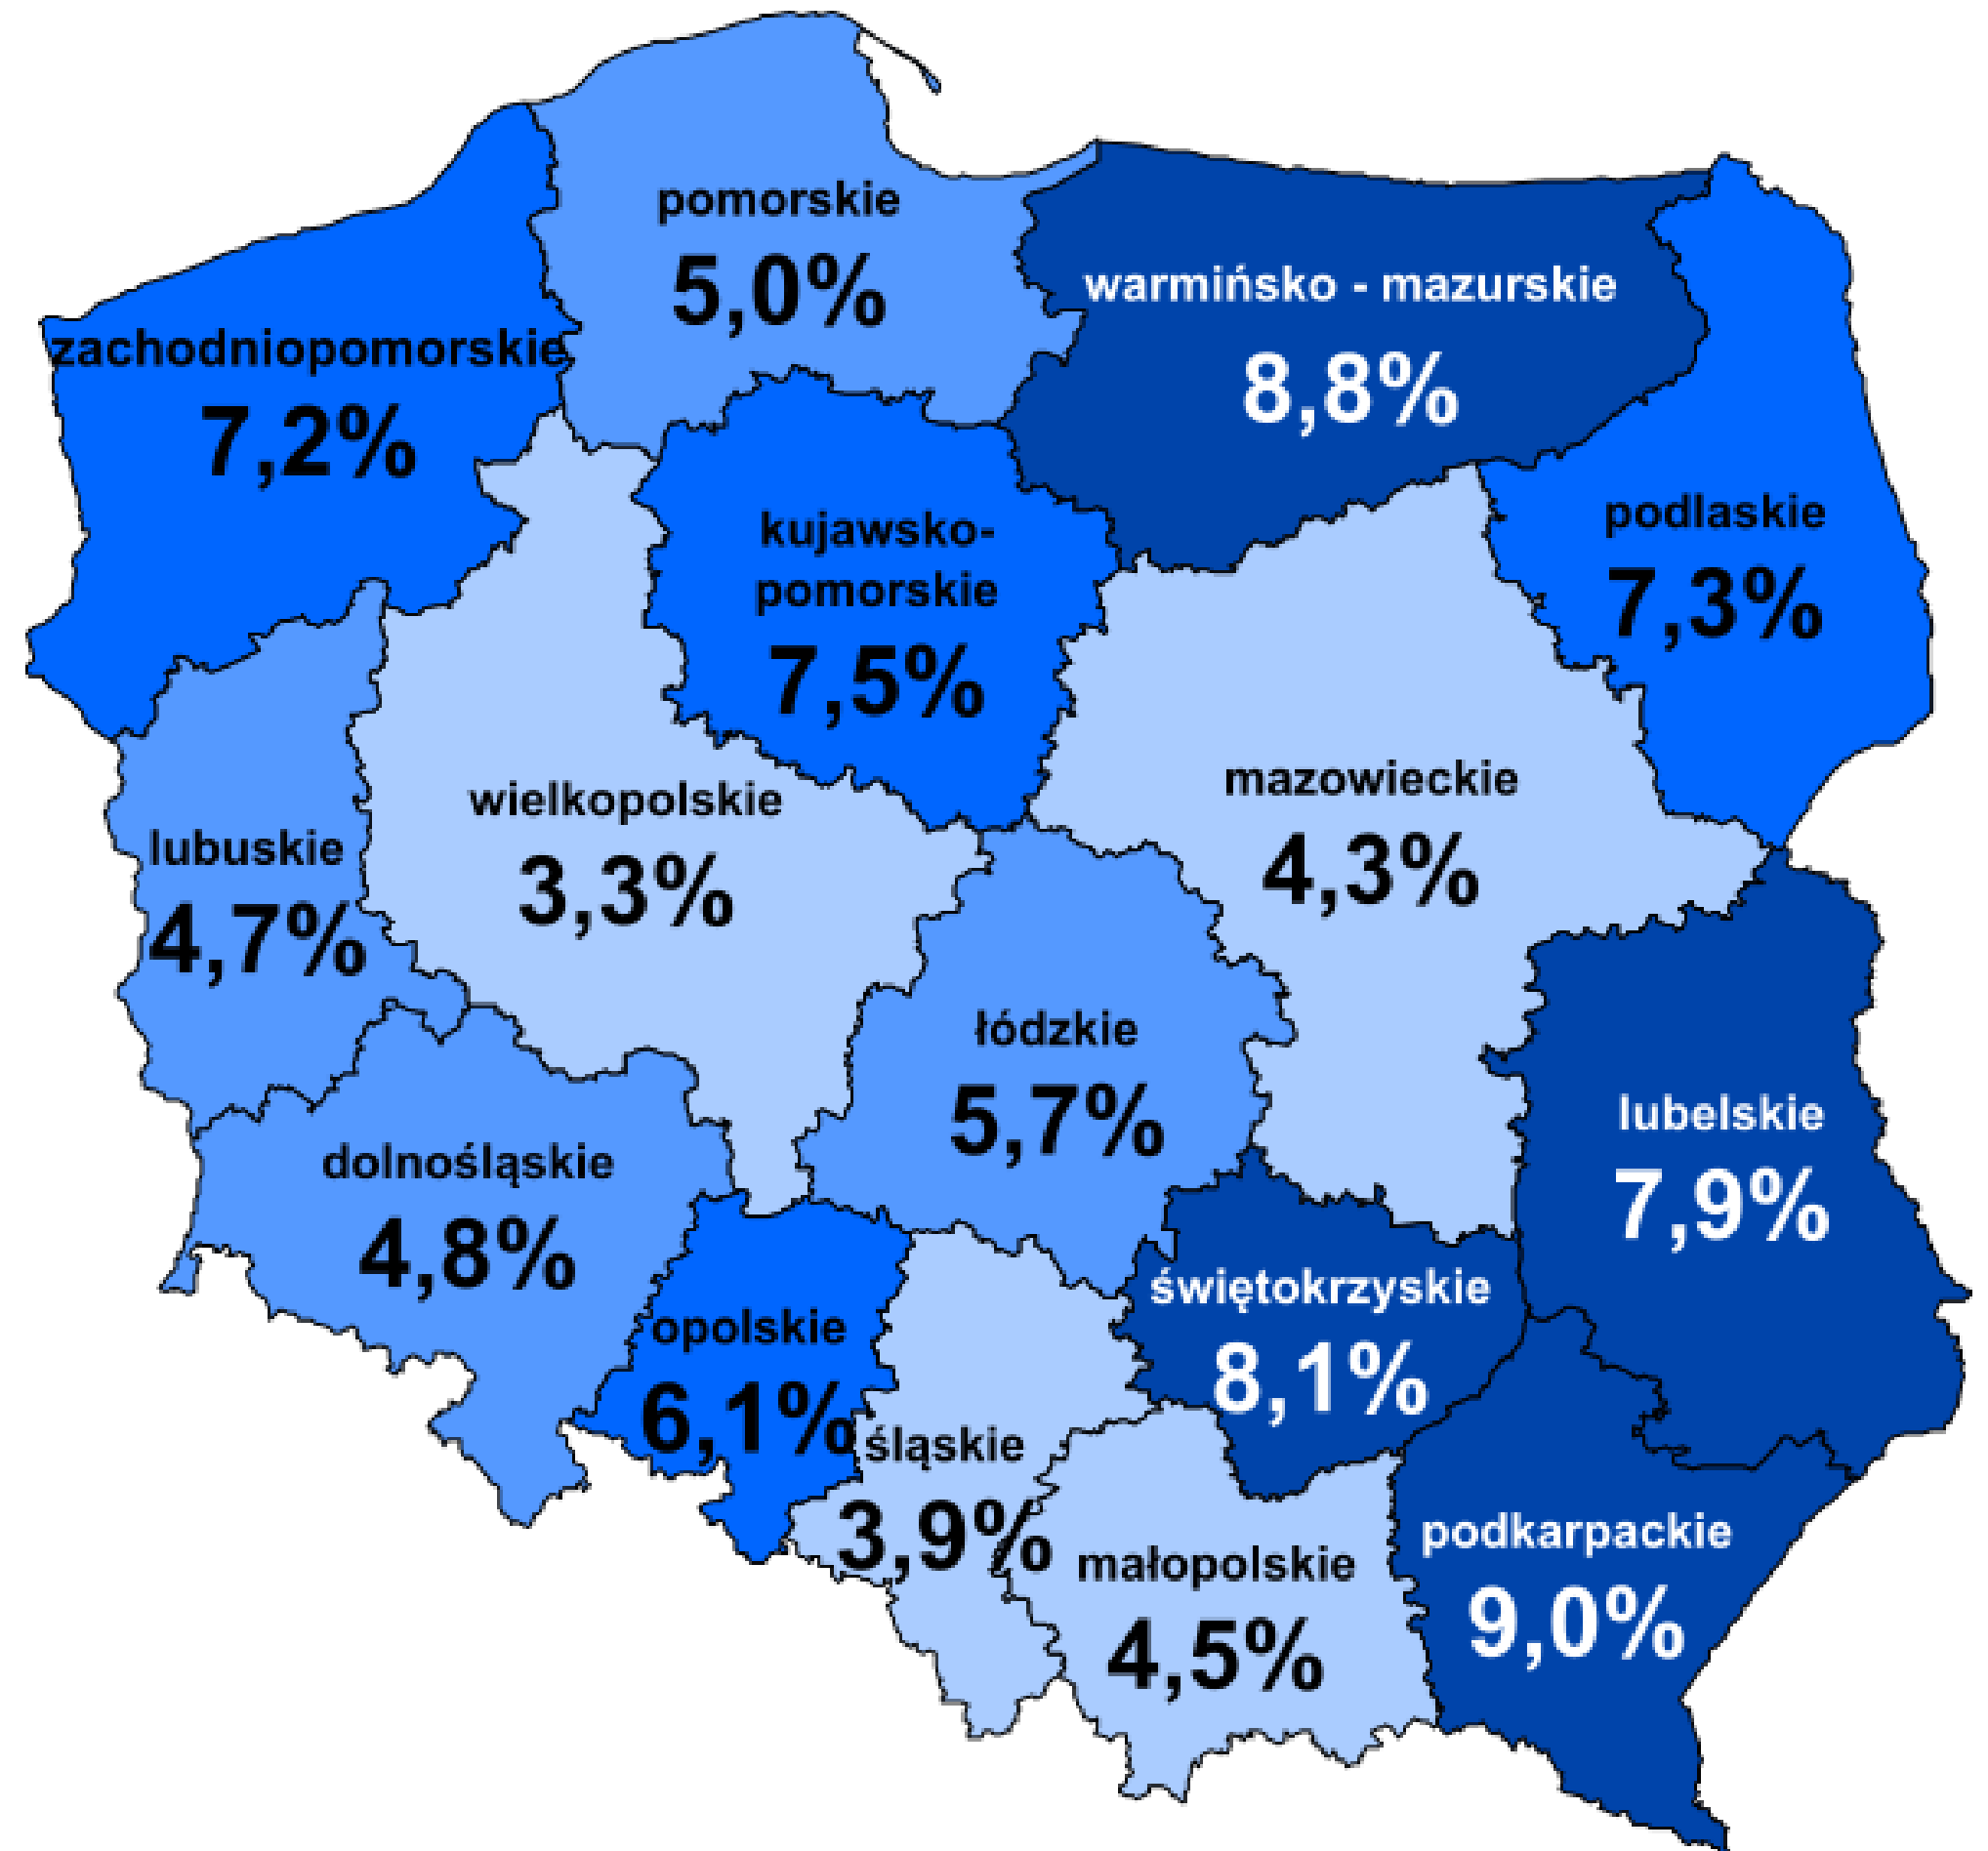 pomorskie
5,0%
warmińsko - mazurskie
8,8%
zachodniopomorskie
7,2%
kujawsko-
pomorskie
7,5%
podlaskie
7,3%
mazowieckie
4,3%
wielkopolskie
3,3%
lubuskie
4,7%
łódzkie
5,7%
lubelskie
7,9%
dolnośląskie
4,8%
świętokrzyskie
8,1%
opolskie
6,1%
śląskie
3,9%
małopolskie
4,5%
podkarpackie
9,0%